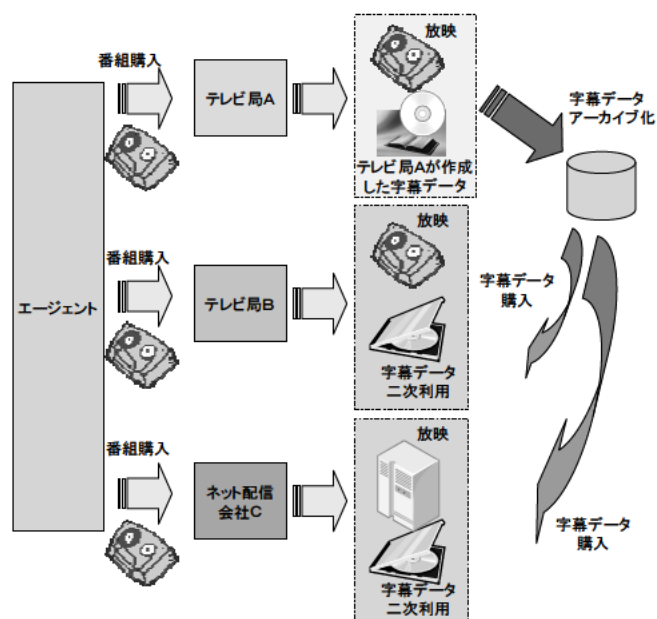 番組購入
テレビ局A
放映
テレビ局Aが作成
した字幕データ
字幕データ
アーカイブ化
エージェント
番組購入
テレビ局B
放映
字幕データ
二次利用
字幕データ
購入
番組購入
ネット配信
会社C
放映
字幕データ
二次利用
字幕データ
購入